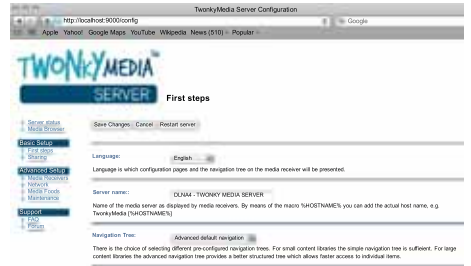 TwonkyMedia Server Configuration
http://localhost:9000/config
Google
Apple Yahoo! Google Maps YouTube Wikipedia News (510) Popular
TWONKYMEDIA
SERVER
First steps
Server status
Media Browser
Save Changes Cancel Restart server
Basic Setup
First steps
Sharing
Advanced Setup
Media Receivers
Network
Media Feeds
Maintenance
Support
FAQ
Forum
Language:
English
Language is which configuration pages and the navigation tree on the media receiver will be presented.
Server name::
DLNA4 - TWONKY MEDIA SERVER
Name of the media server as displayed by media receivers. By means of the macro %HOSTNAME% you can add the actual host name, e.g.
TwonkyMedia [%HOSTNAME%]
Navigation Tree:
Advanced default navigation
There is the choice of selecting different pre-configured navigation trees. For small content libraries the simple navigation tree is suffient. For large
content libraries the advanced navigation provides a better structured tree which allows faster access to individual items.